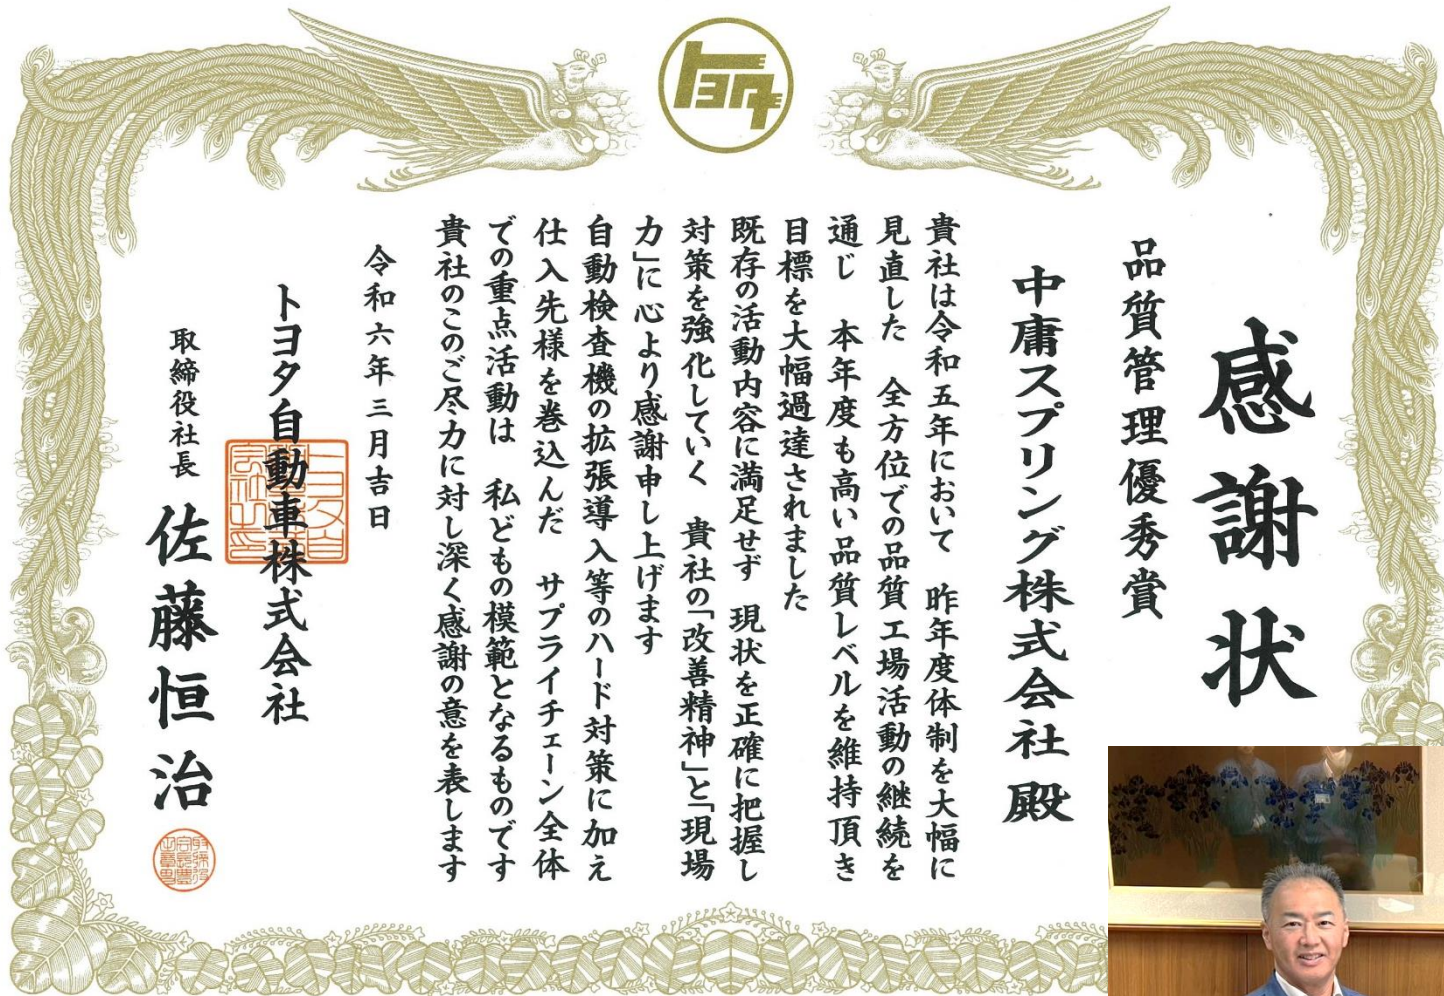 トヨタ
感謝状
品質管理優秀賞
中庸スプリング株式会社 殿
貴社は令和五年において 昨年度体制を大幅に
見直した 全方位での品質工場活動の継続を
通じ 本年度も高い品質レベルを維持頂き
目標を大幅過達されました
既存の活動内容に満足せず 現状を正確に把握し
対策を強化していく 貴社の「改善精神」と「現場
力」に心より感謝申し上げます
自動検査機の拡張導入等のハード対策に加え
仕入先様を巻込んだ サプライチェーン全体
での重点活動は 私どもの模範となるものです
貴社のこのご尽力に対し深く感謝の意を表します
令和六年三月吉日
トヨタ自動車株式会社
取締役社長 佐藤恒治